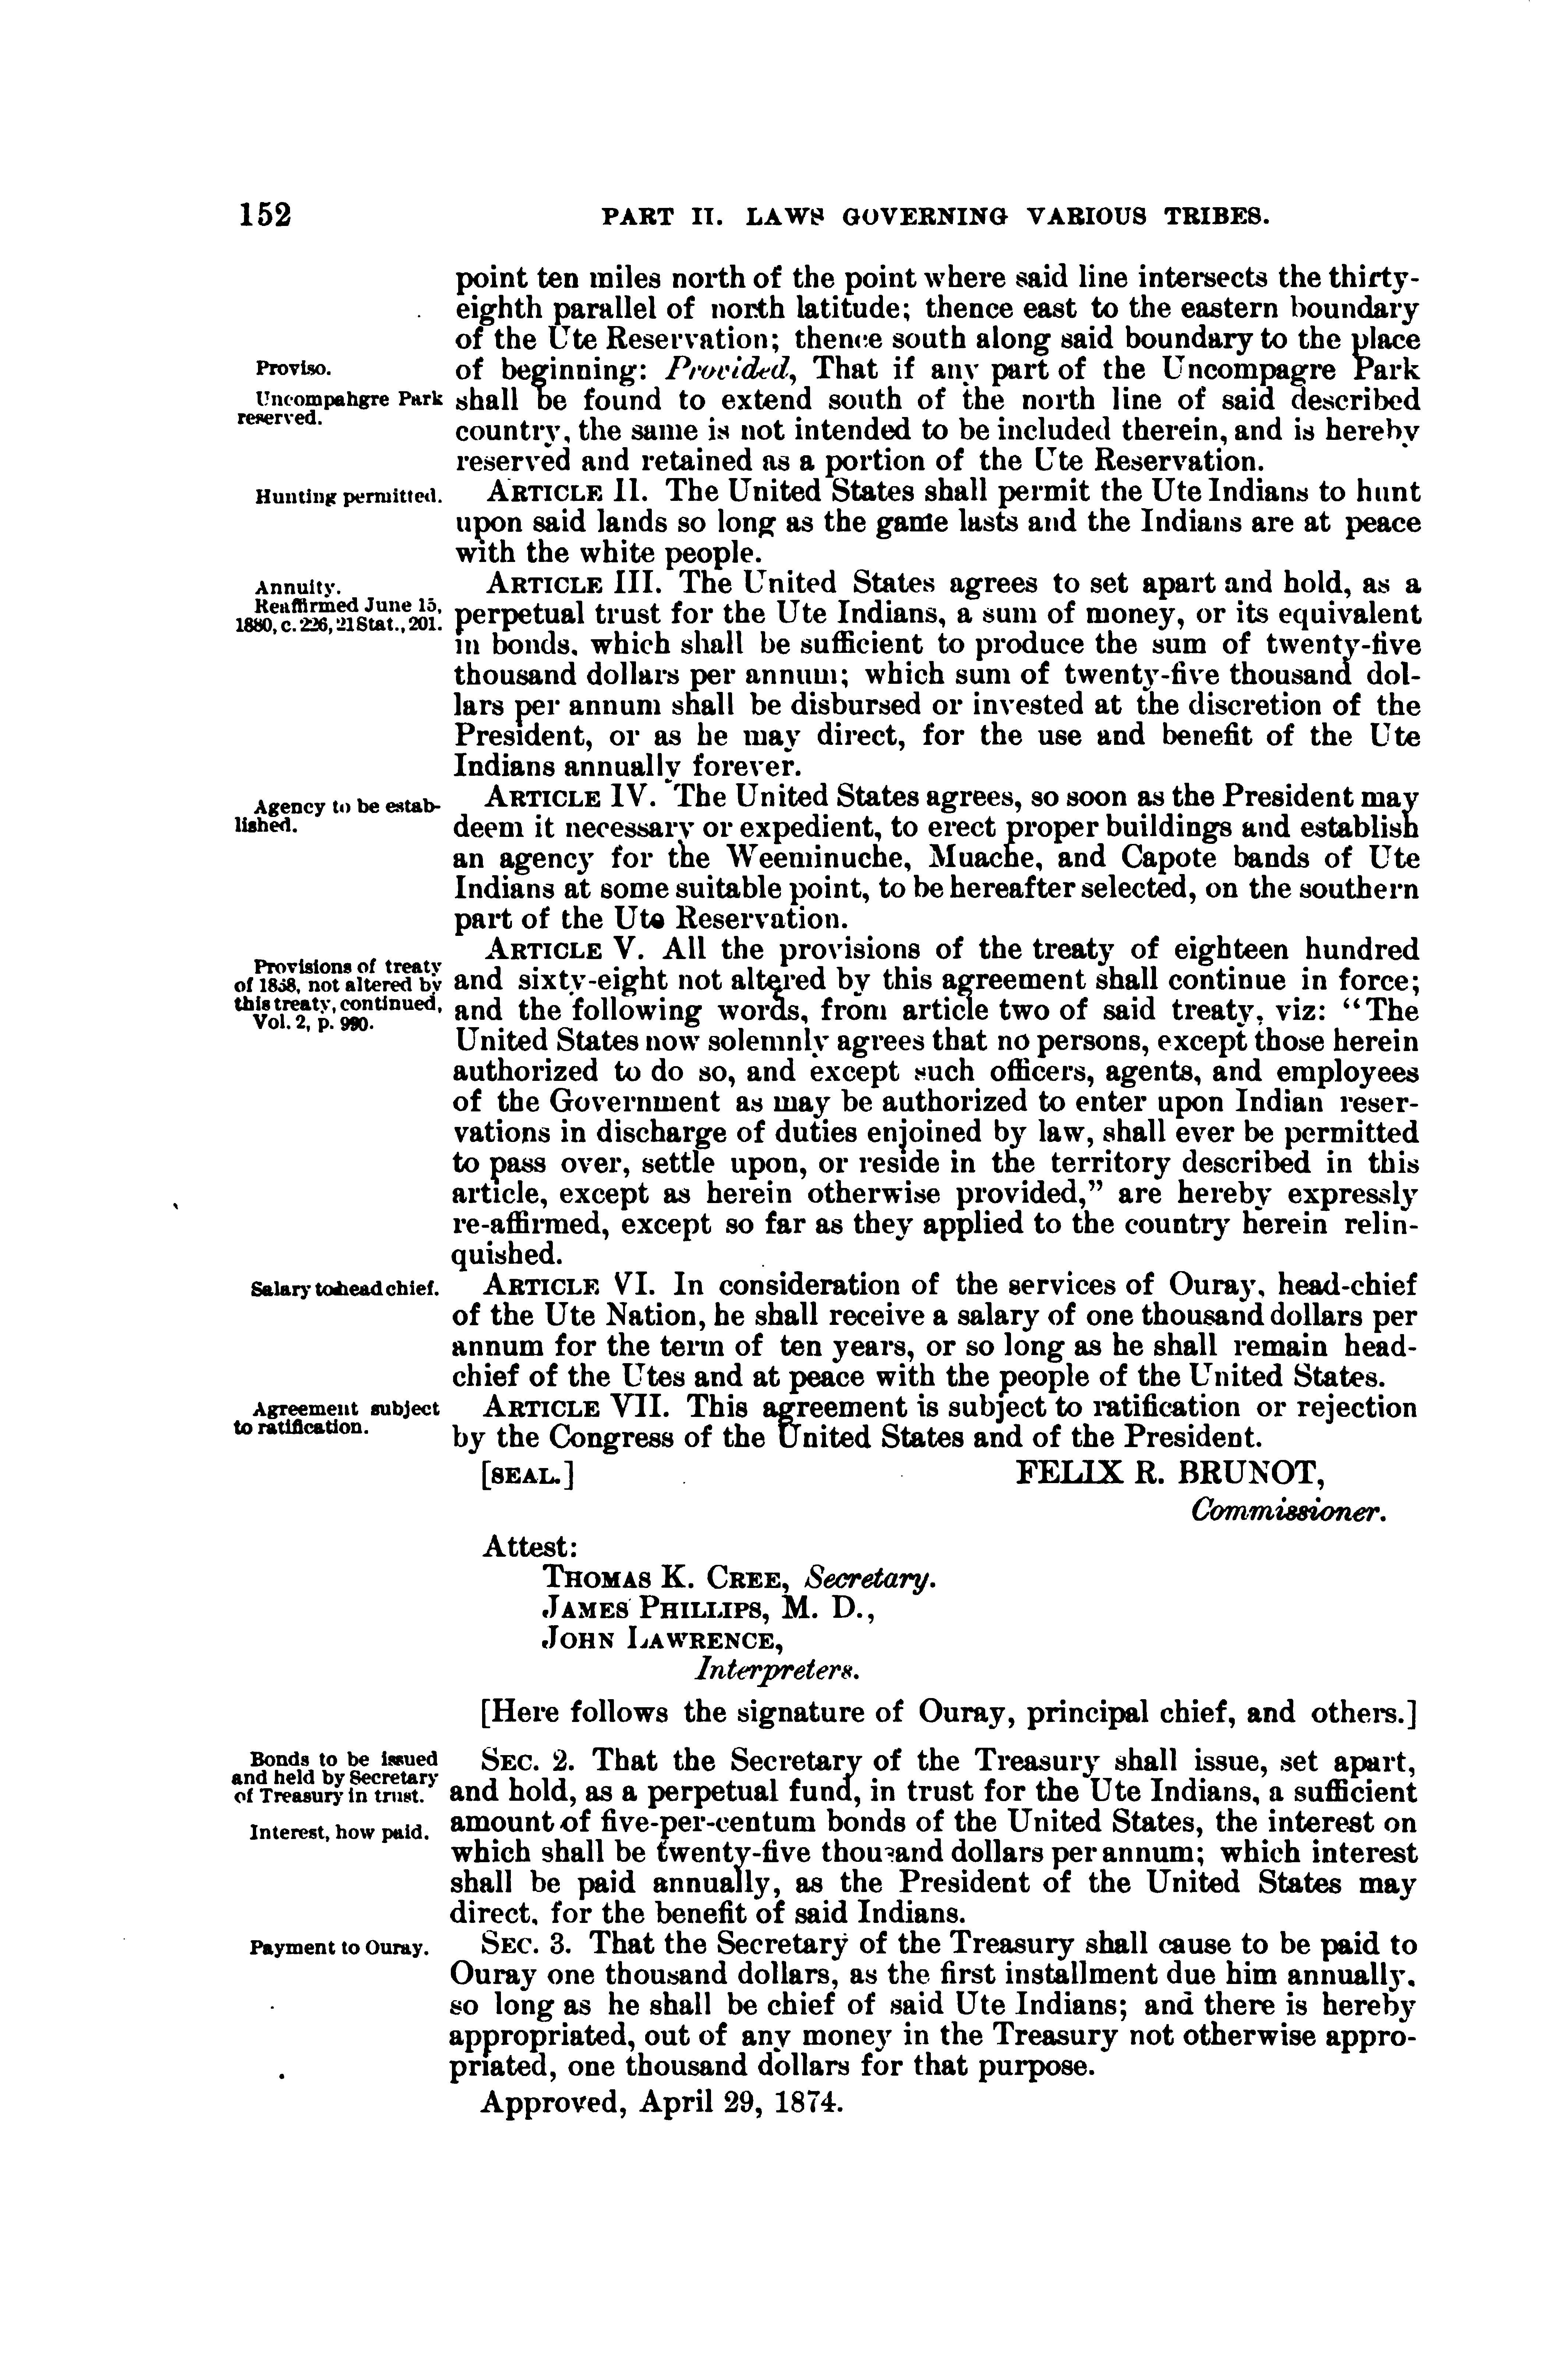 152
PART II. LAWS GOVERNING VARIOUS TRIBES.
point ten miles north of the point where said line intersects the thirty-
eighth parallel of north latitude; thence east to the eastern boundary
of the Ute Reservation; thence south along said boundary to the place
Proviso.
of beginning: Provided, That if any part of the Uncompagre Park
Uncompahgre Park
reserved.
shall be found to extend south of the north line of said described
country, the same is not intended to be included therein, and is hereby
reserved and retained as a portion of the Ute Reservation.
Hunting permitted.
ARTICLE II. The United States shall permit the Ute Indians to hunt
upon said lands so long as the game lasts and the Indians are at peace
with the white people.
Annuity.
Reaffirmed June 15,
1880, c. 226, 21 Stat., 201.
ARTICLE III. The United States agrees to set apart and hold, as a
perpetual trust for the Ute Indians, a sum of money, or its equivalent
in bonds, which shall be sufficient to produce the sum of twenty-five
thousand dollars per annum; which sum of twenty-five thousand dol-
lars per annum shall be disbursed or invested at the discretion of the
President, or as he may direct, for the use and benefit of the Ute
Indians annually forever.
Agency to be estab-
lished.
ARTICLE IV. The United States agrees, so soon as the President may
deem it necessary or expedient, to erect proper buildings and establish
an agency for the Weeminuche, Muache, and Capote bands of Ute
Indians at some suitable point, to be hereafter selected, on the southern
part of the Ute Reservation.
Provisions of treaty
of 1868, not altered by
this treaty, continued,
Vol. 2, p. 990.
ARTICLE V. All the provisions of the treaty of eighteen hundred
and sixty-eight not altered by this agreement shall continue in force;
and the following words, from article two of said treaty, viz: "The
United States now solemnly agrees that no persons, except those herein
authorized to do so, and except such officers, agents, and employees
of the Government as may be authorized to enter upon Indian reser-
vations in discharge of duties enjoined by law, shall ever be permitted
to pass over, settle upon, or reside in the territory described in this
article, except as herein otherwise provided," are hereby expressly
re-affirmed, except so far as they applied to the country herein relin-
quished.
Salary to head chief.
ARTICLE VI. In consideration of the services of Ouray, head-chief
of the Ute Nation, he shall receive a salary of one thousand dollars per
annum for the term of ten years, or so long as he shall remain head-
chief of the Utes and at peace with the people of the United States.
Agreement subject
to ratification.
ARTICLE VII. This agreement is subject to ratification or rejection
by the Congress of the United States and of the President.
[SEAL.]
FELIX R. BRUNOT,
Commissioner.
Attest:
THOMAS K. CREE, Secretary.
JAMES PHILLIPS, M. D.,
JOHN LAWRENCE,
Interpreters.
[Here follows the signature of Ouray, principal chief, and others.]
Bonds to be issued
and held by Secretary
of Treasury in trust.
Interest, how paid.
SEC. 2. That the Secretary of the Treasury shall issue, set apart,
and hold, as a perpetual fund, in trust for the Ute Indians, a sufficient
amount of five-per-centum bonds of the United States, the interest on
which shall be twenty-five thousand dollars per annum; which interest
shall be paid annually, as the President of the United States may
direct, for the benefit of said Indians.
Payment to Ouray.
SEC. 3. That the Secretary of the Treasury shall cause to be paid to
Ouray one thousand dollars, as the first installment due him annually,
so long as he shall be chief of said Ute Indians; and there is hereby
appropriated, out of any money in the Treasury not otherwise appro-
priated, one thousand dollars for that purpose.
Approved, April 29, 1874.